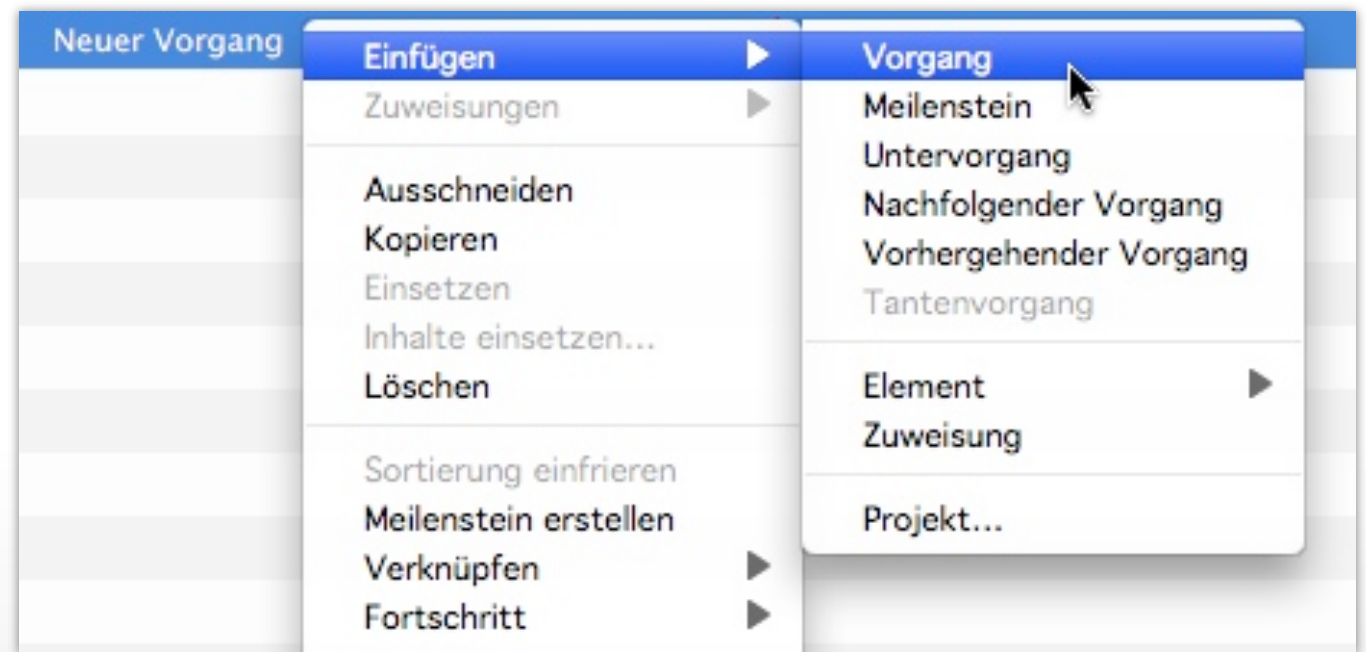 Neuer Vorgang
Einfügen
Zuweisungen
Ausschneiden
Kopieren
Einsetzen
Inhalte einsetzen...
Löschen
Sortierung einfrieren
Meilenstein erstellen
Verknüpfen
Fortschritt
Vorgang
Meilenstein
Untervorgang
Nachfolgender Vorgang
Vorhergehender Vorgang
Tantenvorgang
Element
Zuweisung
Projekt...